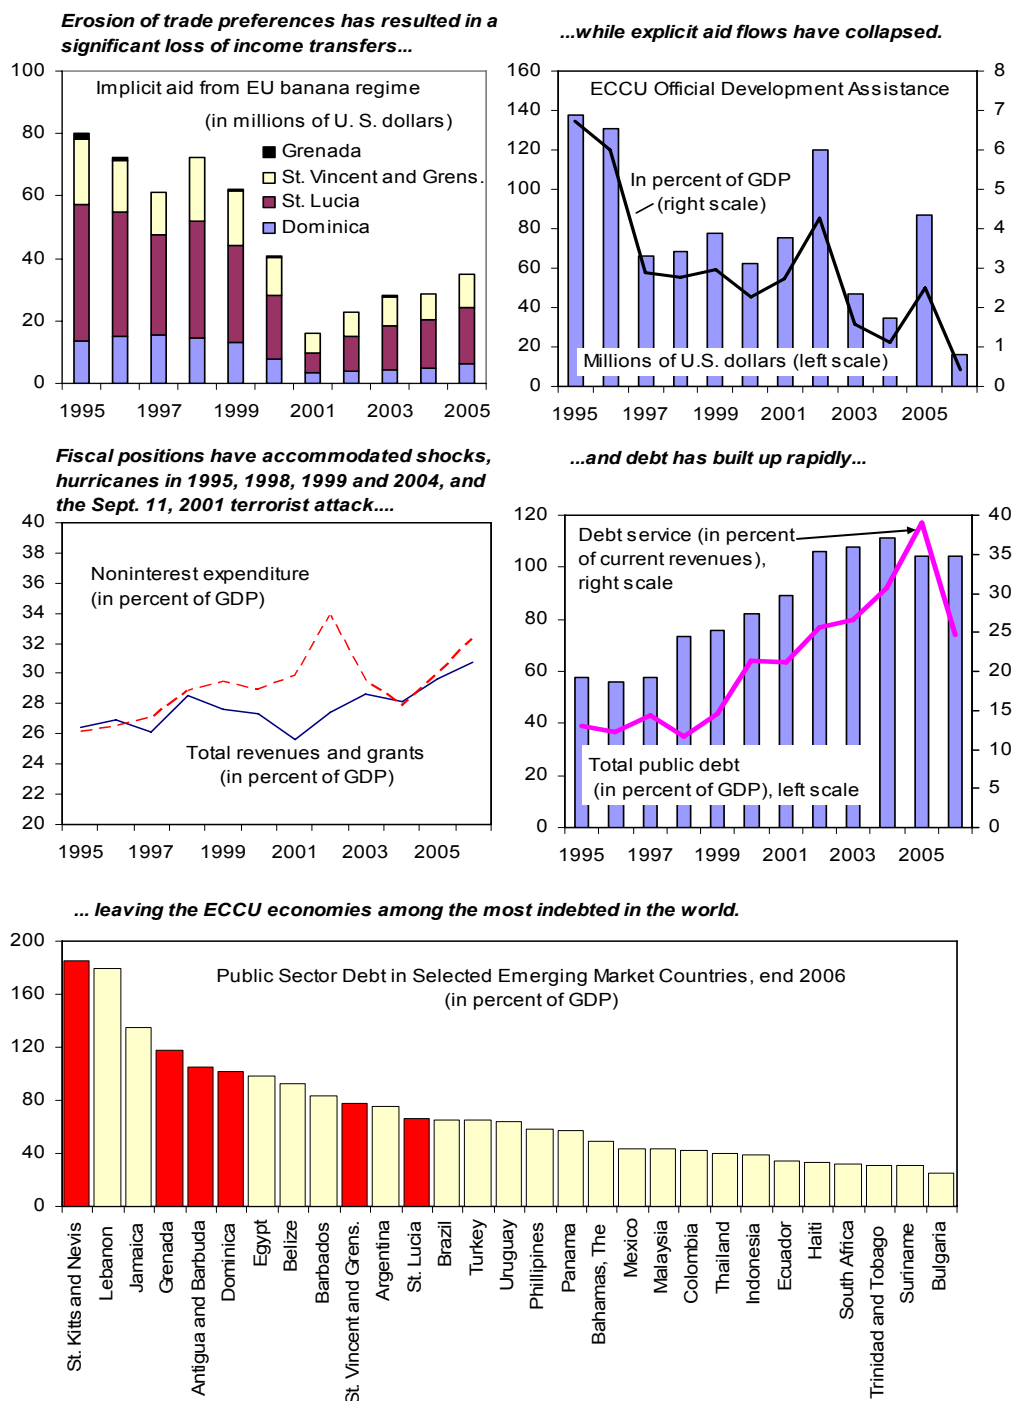 Erosion of trade preferences has resulted in a
significant loss of income transfers...
100
80
60
40
20
0
Implicit aid from EU banana regime
(in millions of U. S. dollars)
Grenada
St. Vincent and Grens.
St. Lucia
Dominica
1995 1997 1999 2001 2003 2005
...while explicit aid flows have collapsed.
160
140
120
100
80
60
40
20
0
ECCU Official Development Assistance
In percent of GDP
(right scale)
Millions of U.S. dollars (left scale)
8
7
6
5
4
3
2
1
0
1995 1997 1999 2001 2003 2005
Fiscal positions have accommodated shocks,
hurricanes in 1995, 1998, 1999 and 2004, and
the Sept. 11, 2001 terrorist attack....
40
38
36
34
32
30
28
26
24
22
20
Noninterest expenditure
(in percent of GDP)
Total revenues and grants
(in percent of GDP)
1995 1997 1999 2001 2003 2005
...and debt has built up rapidly...
120
100
80
60
40
20
0
Debt service (in percent
of current revenues),
right scale
Total public debt
(in percent of GDP), left scale
40
35
30
25
20
15
10
5
0
1995 1997 1999 2001 2003 2005
... leaving the ECCU economies among the most indebted in the world.
200
160
120
80
40
0
Public Sector Debt in Selected Emerging Market Countries, end 2006
(in percent of GDP)
St. Kitts and Nevis
Lebanon
Jamaica
Grenada
Antigua and Barbuda
Dominica
Egypt
Belize
Barbados
St. Vincent and Grens.
Argentina
St. Lucia
Brazil
Turkey
Uruguay
Phillipines
Panama
Bahamas, The
Mexico
Malaysia
Colombia
Thailand
Indonesia
Ecuador
Haiti
South Africa
Trinidad and Tobago
Suriname
Bulgaria